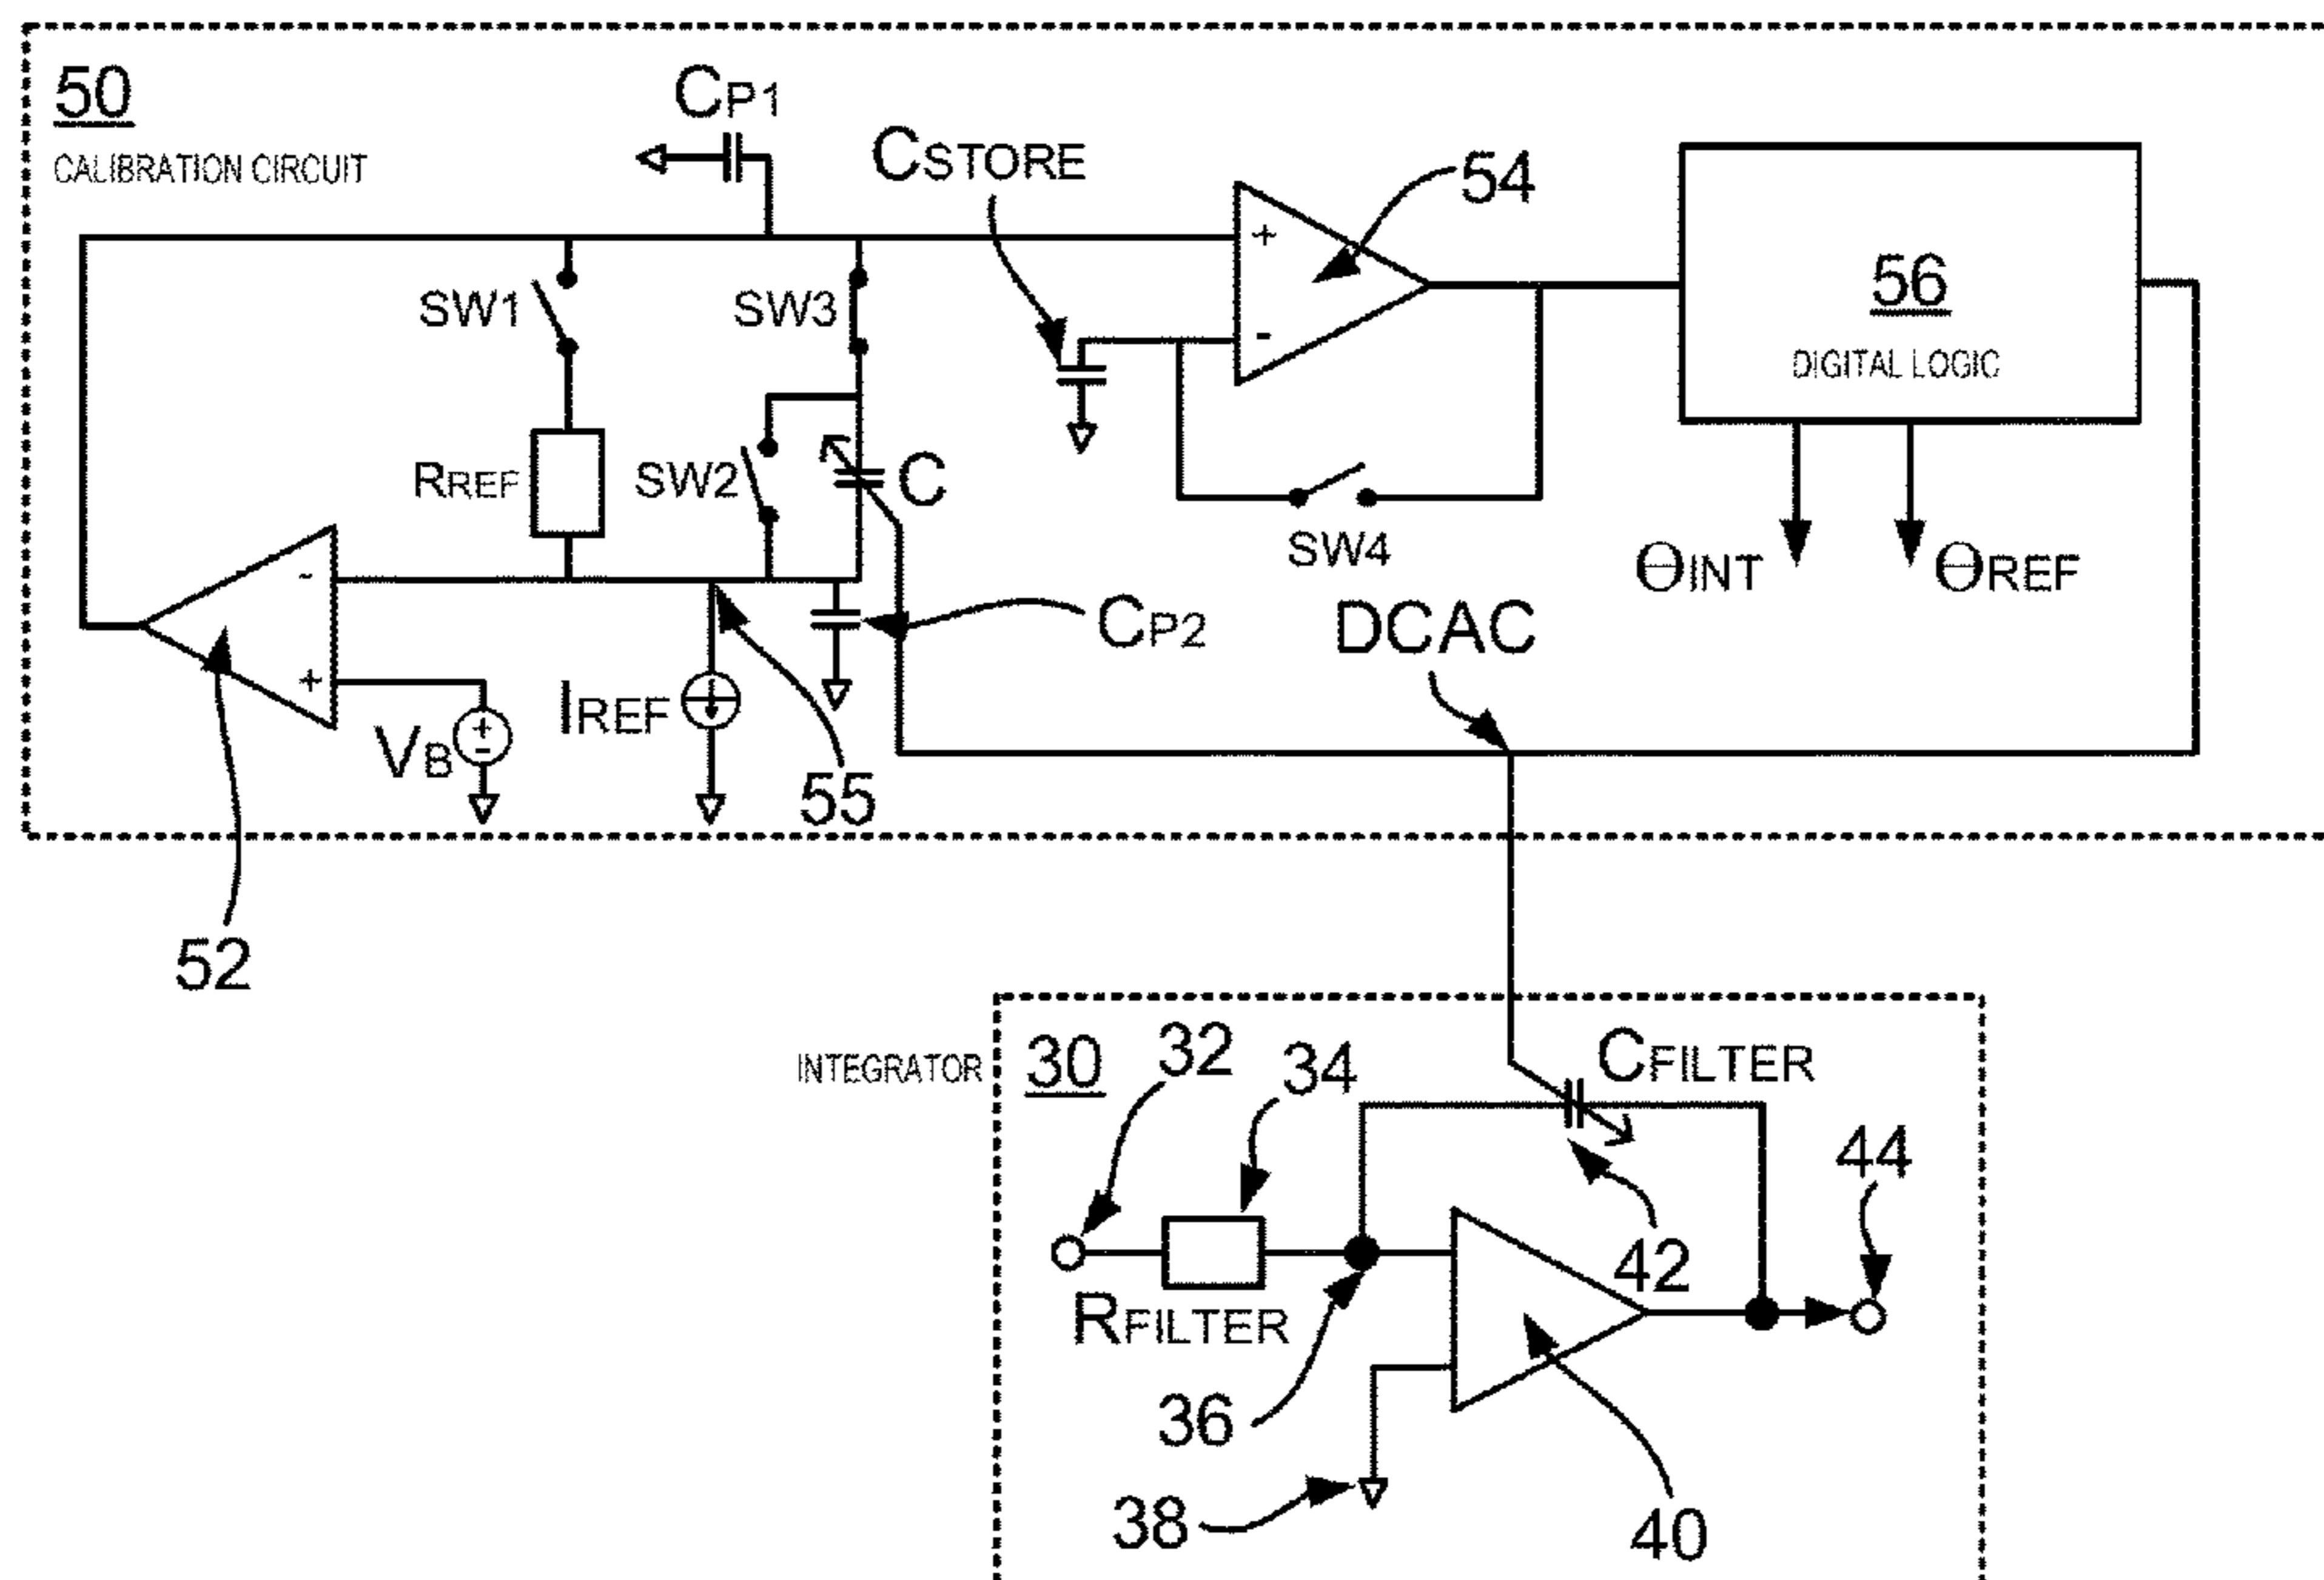 50
CALIBRATION CIRCUIT
CP1
CSTORE
+
-
54
56
DIGITAL LOGIC
SW1
SW3
RREF
SW2
C
SW4
ΘINT
ΘREF
-
+
CP2
DCAC
IREF
VB
+
-
55
52
INTEGRATOR
30
32
34
CFILTER
44
42
RFILTER
36
38
40